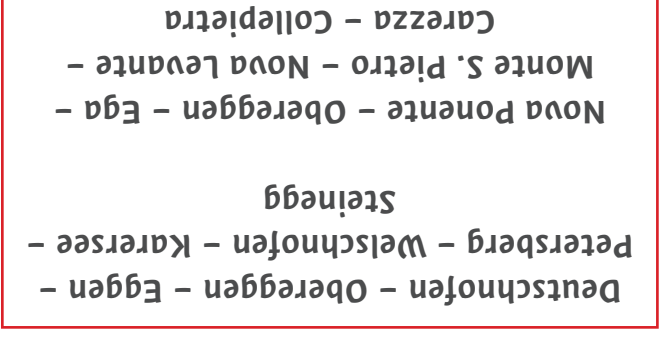 Deutschnofen – Obereggen – Eggen –
Petersberg – Welschnofen – Karersee –
Steinegg
Nova Ponente – Obereggen – Ega –
Monte S. Pietro – Nova Levante –
Carezza – Collepietra